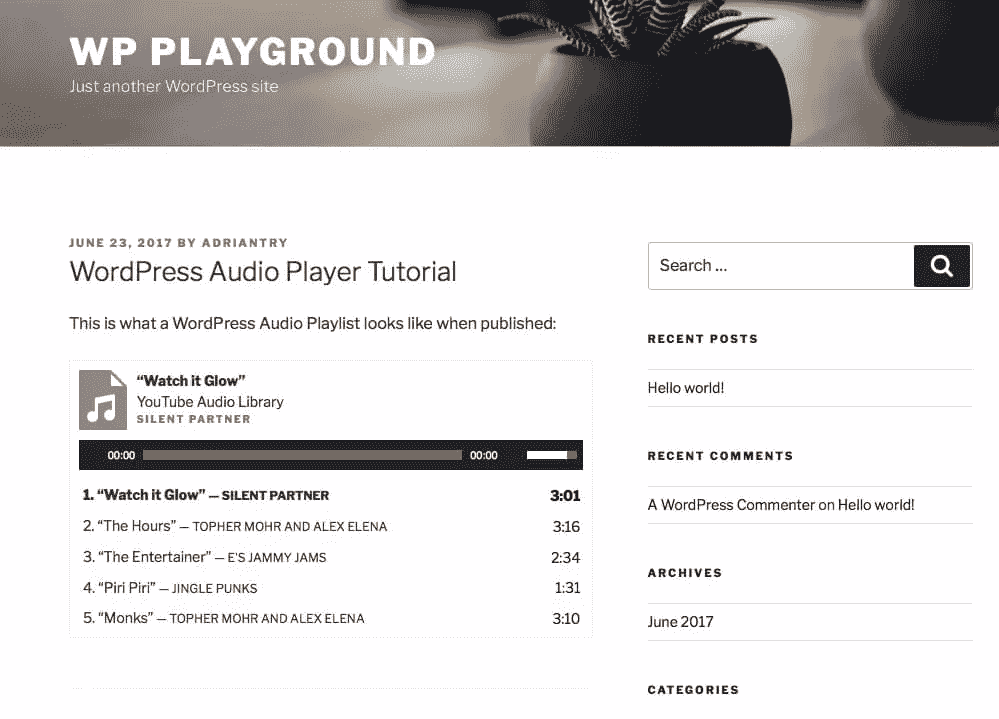 WP PLAYGROUND
Just another WordPress site
JUNE 23, 2017 BY ADRIANTRY
WordPress Audio Player Tutorial
This is what a WordPress Audio Playlist looks like when published:
“Watch it Glow”
YouTube Audio Library
SILENT PARTNER
00:00 00:00
1. “Watch it Glow” — SILENT PARTNER 3:01
2. “The Hours” — TOPHER MOHR AND ALEX ELENA 3:16
3. “The Entertainer” — E'S JAMMY JAMS 2:34
4. “Piri Piri” — JINGLE PUNKS 1:31
5. “Monks” — TOPHER MOHR AND ALEX ELENA 3:10
Search ...
RECENT POSTS
Hello world!
RECENT COMMENTS
A WordPress Commenter on Hello world!
ARCHIVES
June 2017
CATEGORIES